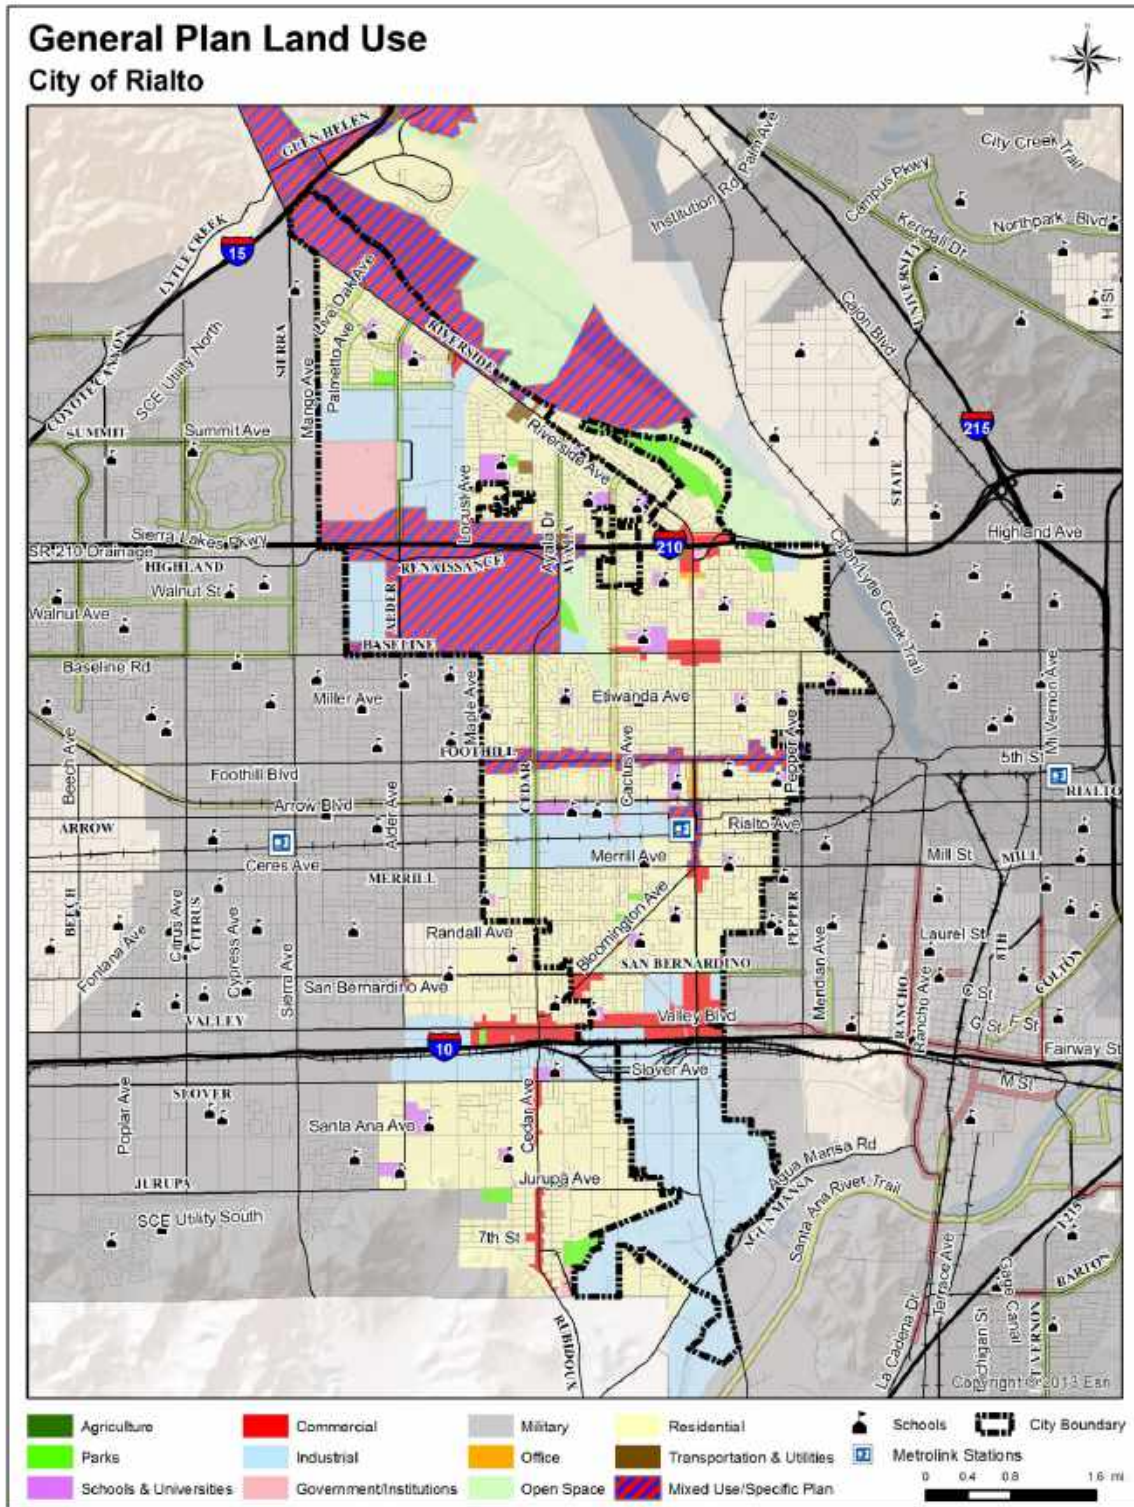 General Plan Land Use
City of Rialto
GLEN HELEN
Institution Rd
Palm Ave
City Creek Trail
Campus Pkwy
Kendall Dr
Northpark Blvd
UNIVERSITY
H St
LYTLE CREEK
15
SIERRA
Live Oak Ave
Palmetto Ave
Mango Ave
RIVERSIDE
Cajon Blvd
215
COYOTE CANYON
SCE Utility North
SUMMIT
Summit Ave
Riverside Ave
Locust Ave
Ayala Dr
AYALA
STATE
Highland Ave
Sierra Lakes Pkwy
SR 210 Drainage
210
HIGHLAND
RENAISSANCE
Cajon/Lytle Creek Trail
Walnut St
Walnut Ave
ALDER
BASELINE
Baseline Rd
Miller Ave
Maple Ave
Etiwanda Ave
Mt Vernon Ave
FOOTHILL
Cactus Ave
Pepper Ave
5th St
Beech Ave
Foothill Blvd
CEDAR
RIALTO
Arrow Blvd
ARROW
Alder Ave
Rialto Ave
Ceres Ave
Merrill Ave
Mill St
MILL
MERRILL
BEECH
Citrus Ave
CITRUS
Cypress Ave
Fontana Ave
Randall Ave
Bloomington Ave
PEPPER
Laurel St
8TH
SAN BERNARDINO
San Bernardino Ave
Sierra Ave
Meridian Ave
RANCHO
Rancho Ave
C St
COLTON
G St
F St
VALLEY
Valley Blvd
10
Fairway St
Slover Ave
M St
SLOVER
Poplar Ave
Santa Ana Ave
Cedar Ave
Agua Mansa Rd
JURUPA
Jurupa Ave
AGUA MANSA
Santa Ana River Trail
SCE Utility South
7th St
I 215
BARTON
Terrace Ave
Gage Canal
La Cadena Dr
RUBIDOUX
Michigan St
MT VERNON
Copyright © 2013 Esri
Agriculture
Commercial
Military
Residential
Schools
City Boundary
Parks
Industrial
Office
Transportation & Utilities
Metrolink Stations
Schools & Universities
Government/Institutions
Open Space
Mixed Use/Specific Plan
0 0.4 0.8 1.6 mi